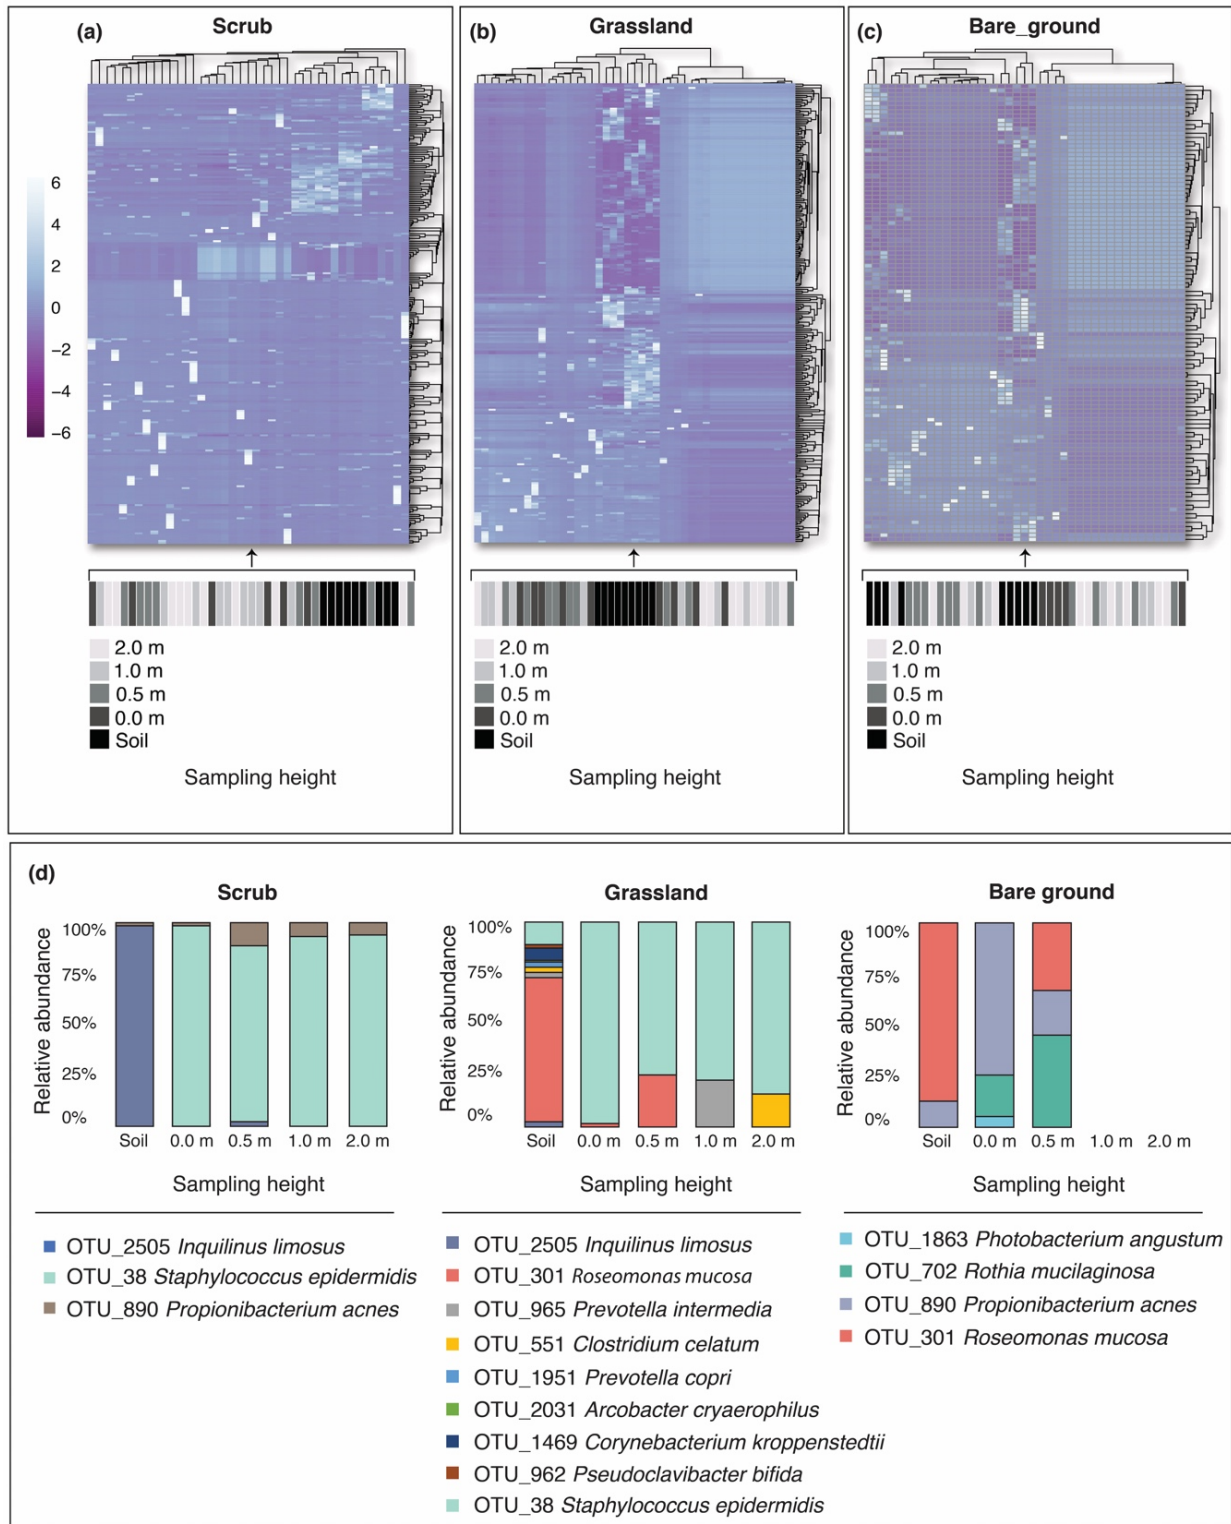 (a) Scrub
6
4
2
0
−2
−4
−6
2.0 m
1.0 m
0.5 m
0.0 m
Soil
Sampling height
(b) Grassland
2.0 m
1.0 m
0.5 m
0.0 m
Soil
Sampling height
(c) Bare_ground
2.0 m
1.0 m
0.5 m
0.0 m
Soil
Sampling height
(d)
Scrub
Relative abundance
100%
75%
50%
25%
0%
Soil 0.0 m 0.5 m 1.0 m 2.0 m
Sampling height
OTU_2505 Inquilinus limosus
OTU_38 Staphylococcus epidermidis
OTU_890 Propionibacterium acnes
Grassland
Relative abundance
100%
75%
50%
25%
0%
Soil 0.0 m 0.5 m 1.0 m 2.0 m
Sampling height
OTU_2505 Inquilinus limosus
OTU_301 Roseomonas mucosa
OTU_965 Prevotella intermedia
OTU_551 Clostridium celatum
OTU_1951 Prevotella copri
OTU_2031 Arcobacter cryaerophilus
OTU_1469 Corynebacterium kroppenstedtii
OTU_962 Pseudoclavibacter bifida
OTU_38 Staphylococcus epidermidis
Bare ground
Relative abundance
100%
75%
50%
25%
0%
Soil 0.0 m 0.5 m 1.0 m 2.0 m
Sampling height
OTU_1863 Photobacterium angustum
OTU_702 Rothia mucilaginosa
OTU_890 Propionibacterium acnes
OTU_301 Roseomonas mucosa